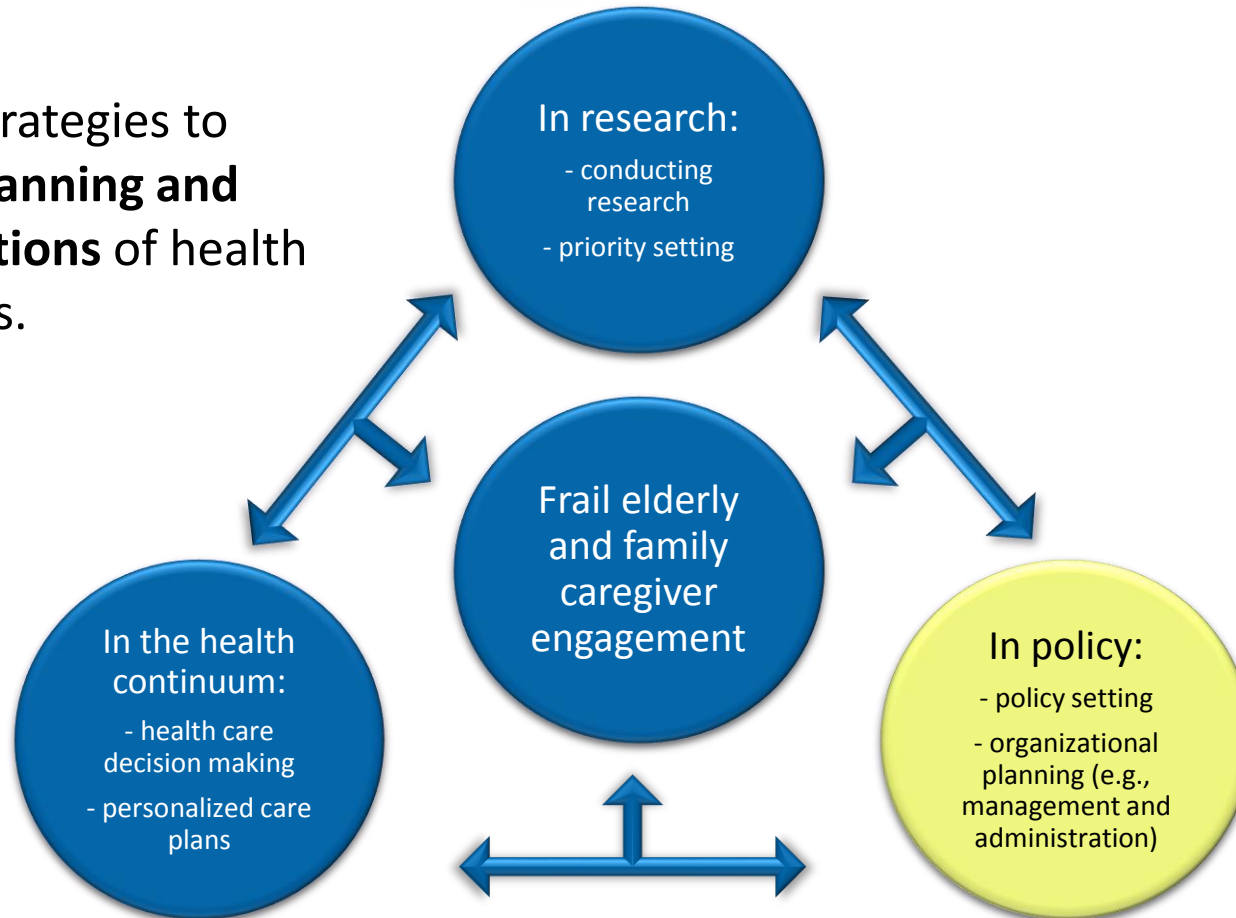 rategies to
anning and
tions of health
s.
In research:
- conducting
research
- priority setting
Frail elderly
and family
caregiver
engagement
In the health
continuum:
- health care
decision making
- personalized care
plans
In policy:
- policy setting
- organizational
planning (e.g.,
management and
administration)